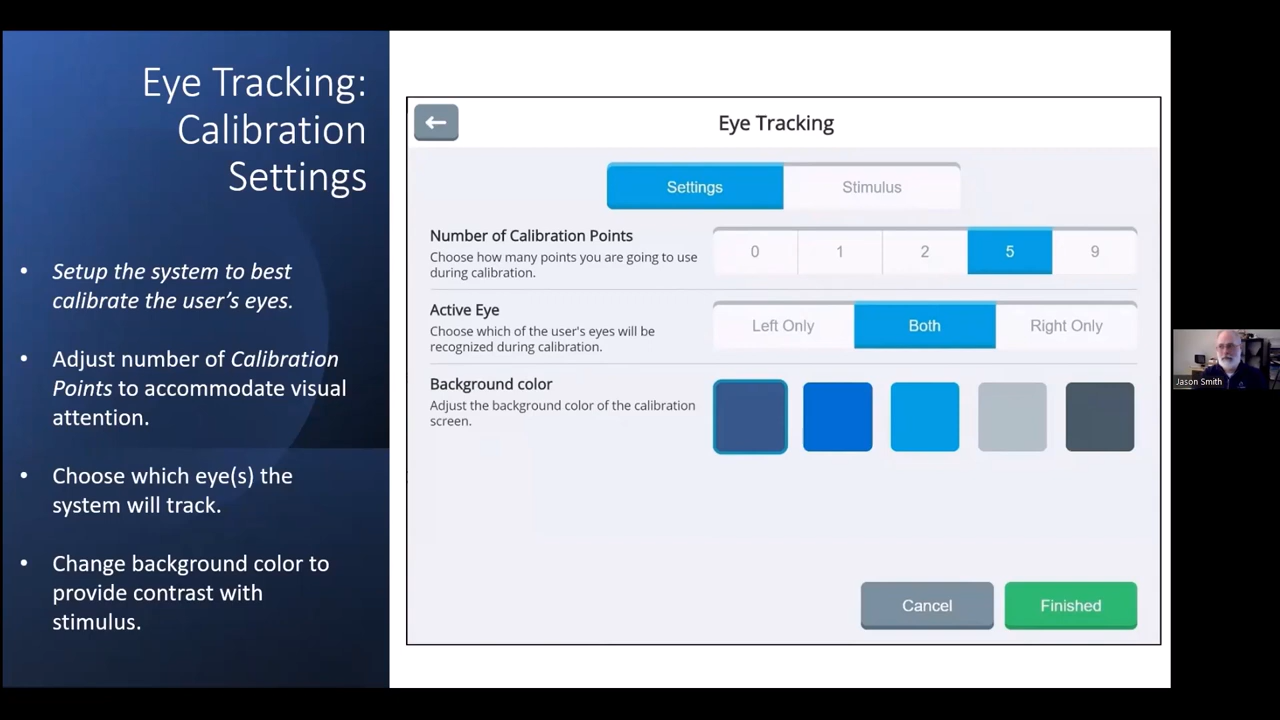 Eye Tracking:
Calibration
Settings
• Setup the system to best
calibrate the user's eyes.
• Adjust number of Calibration
Points to accommodate visual
attention.
• Choose which eye(s) the
system will track.
• Change background color to
provide contrast with
stimulus.
Eye Tracking
Settings
Stimulus
Number of Calibration Points
Choose how many points you are going to use
during calibration.
0
1
2
5
9
Active Eye
Choose which of the user's eyes will be
recognized during calibration.
Left Only
Both
Right Only
Background color
Adjust the background color of the calibration
screen.
Cancel
Finished
Jason Smith